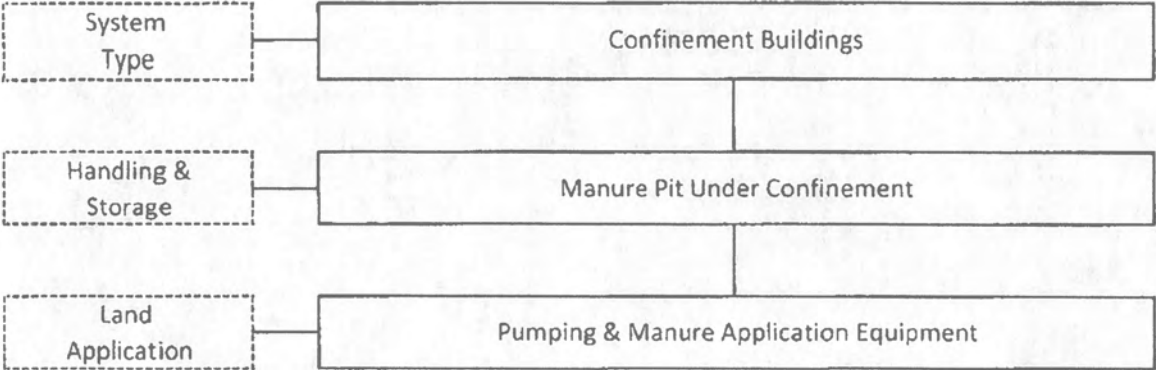 System
Type
Confinement Buildings
Handling &
Storage
Manure Pit Under Confinement
Land
Application
Pumping & Manure Application Equipment